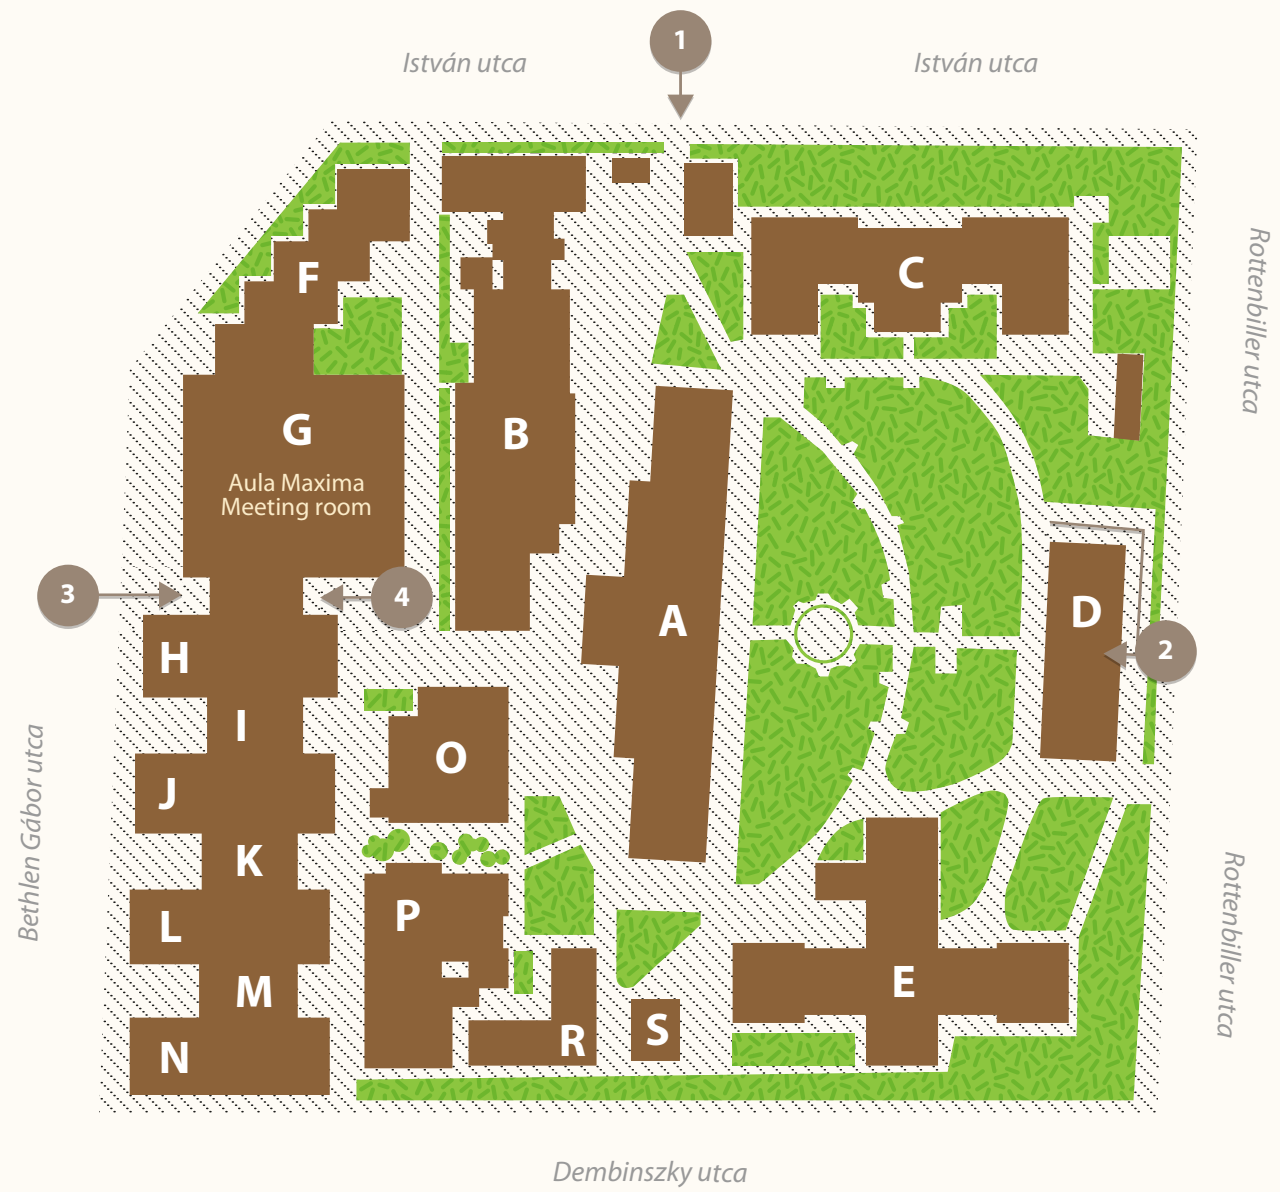 1
István utca
István utca
F
C
Rottenbiller utca
G
Aula Maxima
Meeting room
B
3
4
A
D
2
H
I
J
O
K
Bethlen Gábor utca
L
P
M
E
Rottenbiller utca
N
R
S
Dembinszky utca